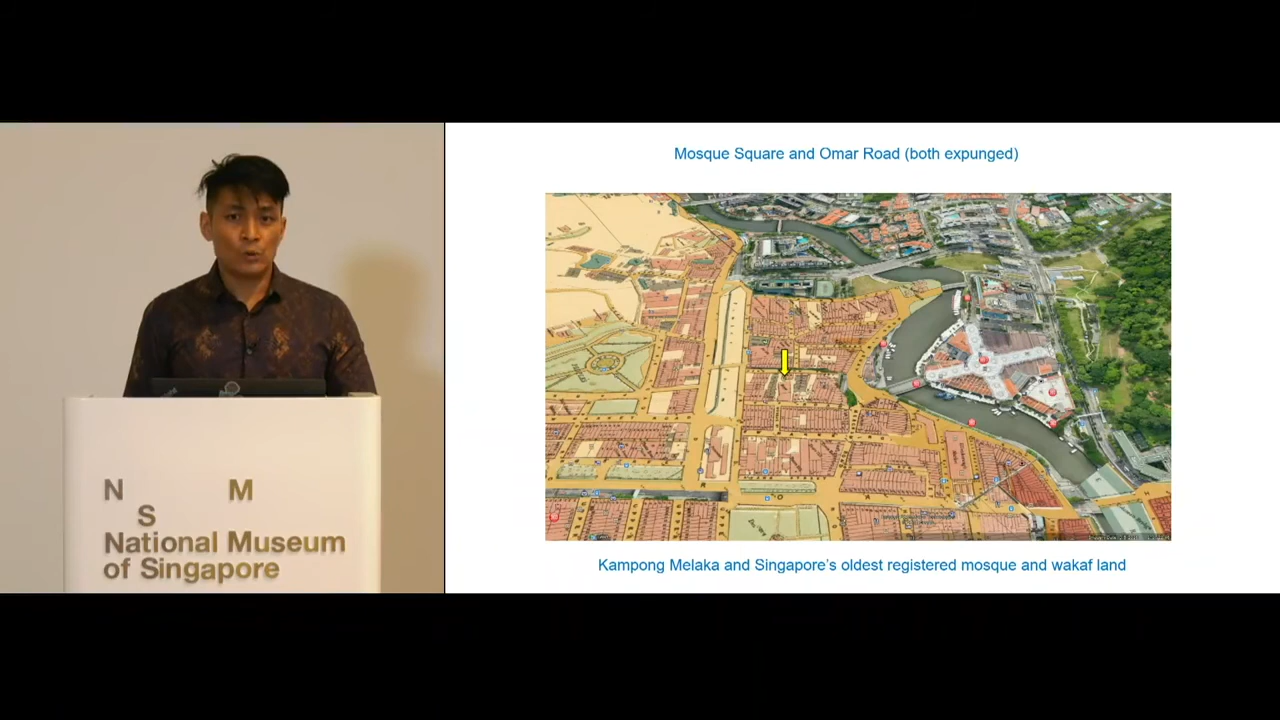 Mosque Square and Omar Road (both expunged)
Kampong Melaka and Singapore's oldest registered mosque and wakaf land
N M
S
National Museum
of Singapore